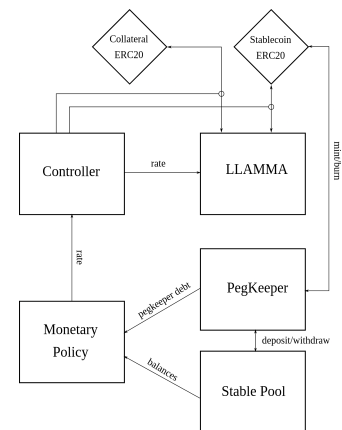 Collateral
ERC20
Stablecoin
ERC20
Controller
rate
LLAMMA
mint/burn
rate
pegkeeper debt
PegKeeper
Monetary
Policy
deposit/withdraw
balances
Stable Pool